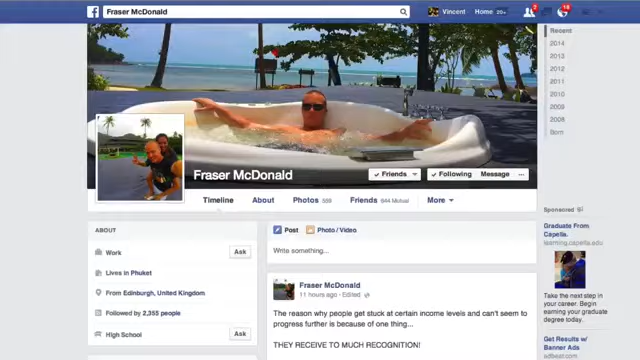 Fraser McDonald
Vincent
Home 20+
2
18
Recent
2014
2013
2012
2011
2010
2009
2008
Born
Fraser McDonald
Friends
Following
Message
Timeline
About
Photos 559
Friends 644 Mutual
More
ABOUT
Work
Ask
Lives in Phuket
From Edinburgh, United Kingdom
Followed by 2,355 people
High School
Ask
Post
Photo / Video
Write something...
Fraser McDonald
11 hours ago · Edited
The reason why people get stuck at certain income levels and can't seem to
progress further is because of one thing...
THEY RECEIVE TO MUCH RECOGNITION!
Sponsored
Graduate From
Capella.
learning.capella.edu
Take the next step in
your career. Begin
earning your graduate
degree today.
Get Results w/
Banner Ads